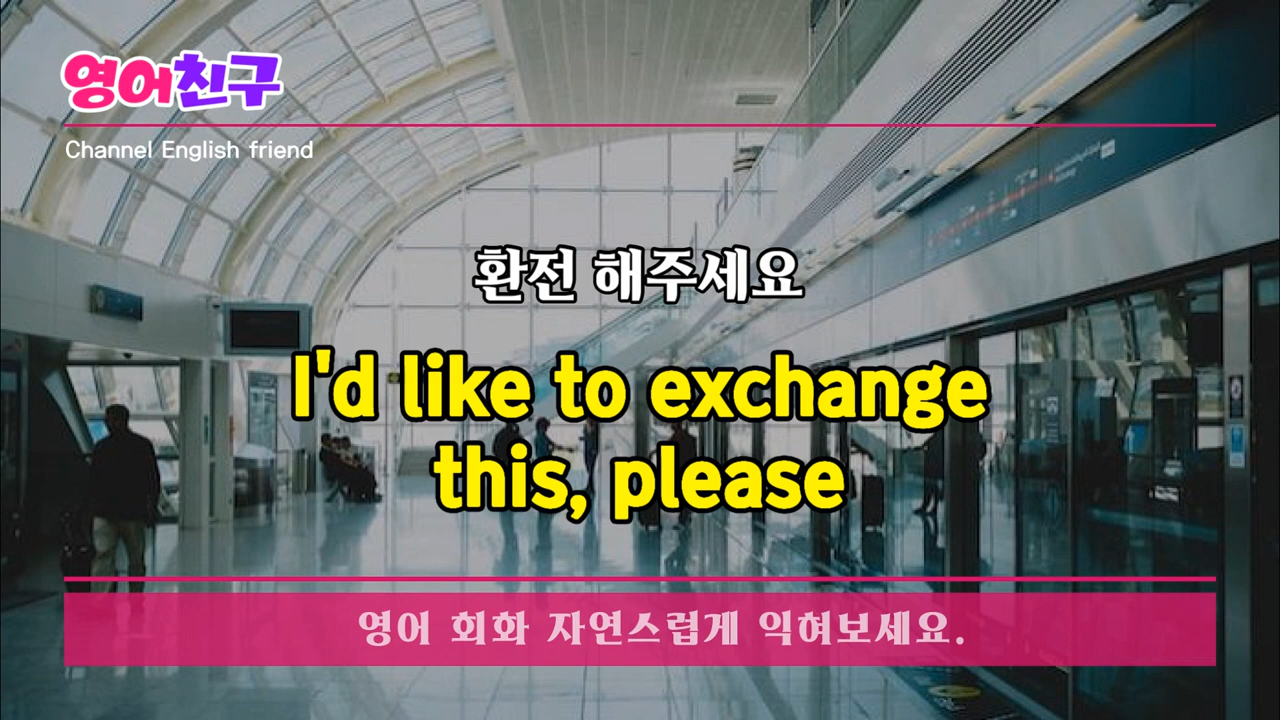 영어친구
Channel English friend
환전 해주세요
I'd like to exchange
this, please
영어 회화 자연스럽게 익혀보세요.